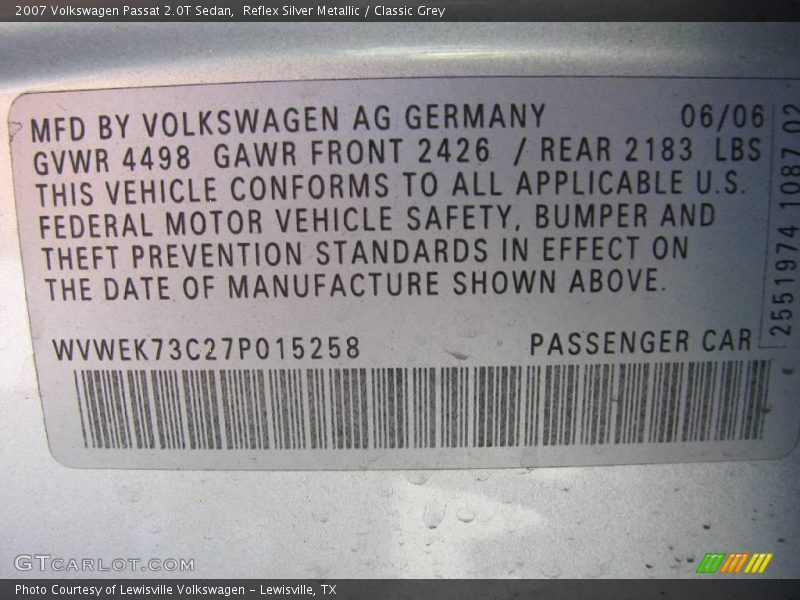 2007 Volkswagen Passat 2.0T Sedan,  Reflex Silver Metallic / Classic Grey
MFD BY VOLKSWAGEN AG GERMANY 06/06
GVWR 4498 GAWR FRONT 2426 / REAR 2183 LBS
THIS VEHICLE CONFORMS TO ALL APPLICABLE U.S.
FEDERAL MOTOR VEHICLE SAFETY, BUMPER AND
THEFT PREVENTION STANDARDS IN EFFECT ON
THE DATE OF MANUFACTURE SHOWN ABOVE.
WVWEK73C27P015258 PASSENGER CAR
2551974 1087 02
GTCARLOT.COM
Photo Courtesy of Lewisville Volkswagen – Lewisville, TX